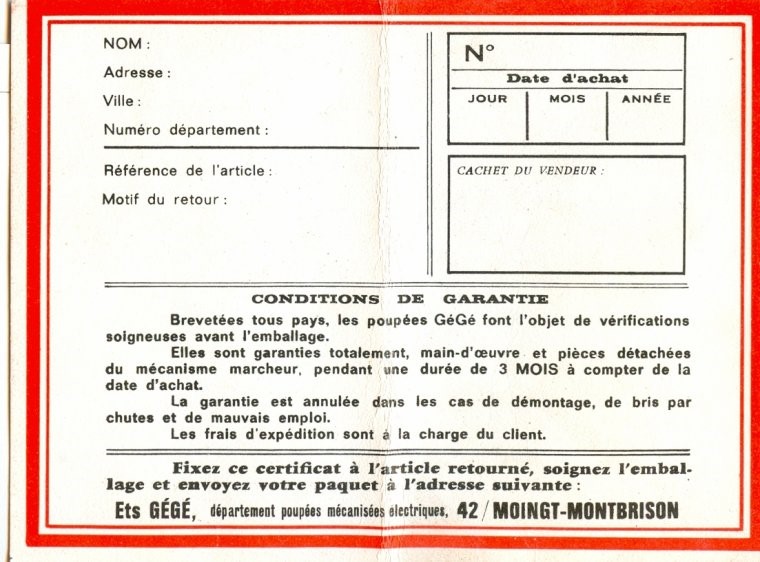 NOM :
Adresse :
Ville :
Numéro département :
Référence de l'article :
Motif du retour :
N°
Date d'achat
JOUR MOIS ANNÉE
CACHET DU VENDEUR :
CONDITIONS DE GARANTIE
Brevetées tous pays, les poupées GéGé font l'objet de vérifications
soigneuses avant l'emballage.
Elles sont garanties totalement, main-d'œuvre et pièces détachées
du mécanisme marcheur, pendant une durée de 3 MOIS à compter de la
date d'achat.
La garantie est annulée dans les cas de démontage, de bris par
chutes et de mauvais emploi.
Les frais d'expédition sont à la charge du client.
Fixez ce certificat à l'article retourné, soignez l'embal-
lage et envoyez votre paquet à l'adresse suivante :
Ets GÉGÉ, département poupées mécanisées électriques, 42 / MOINGT-MONTBRISON